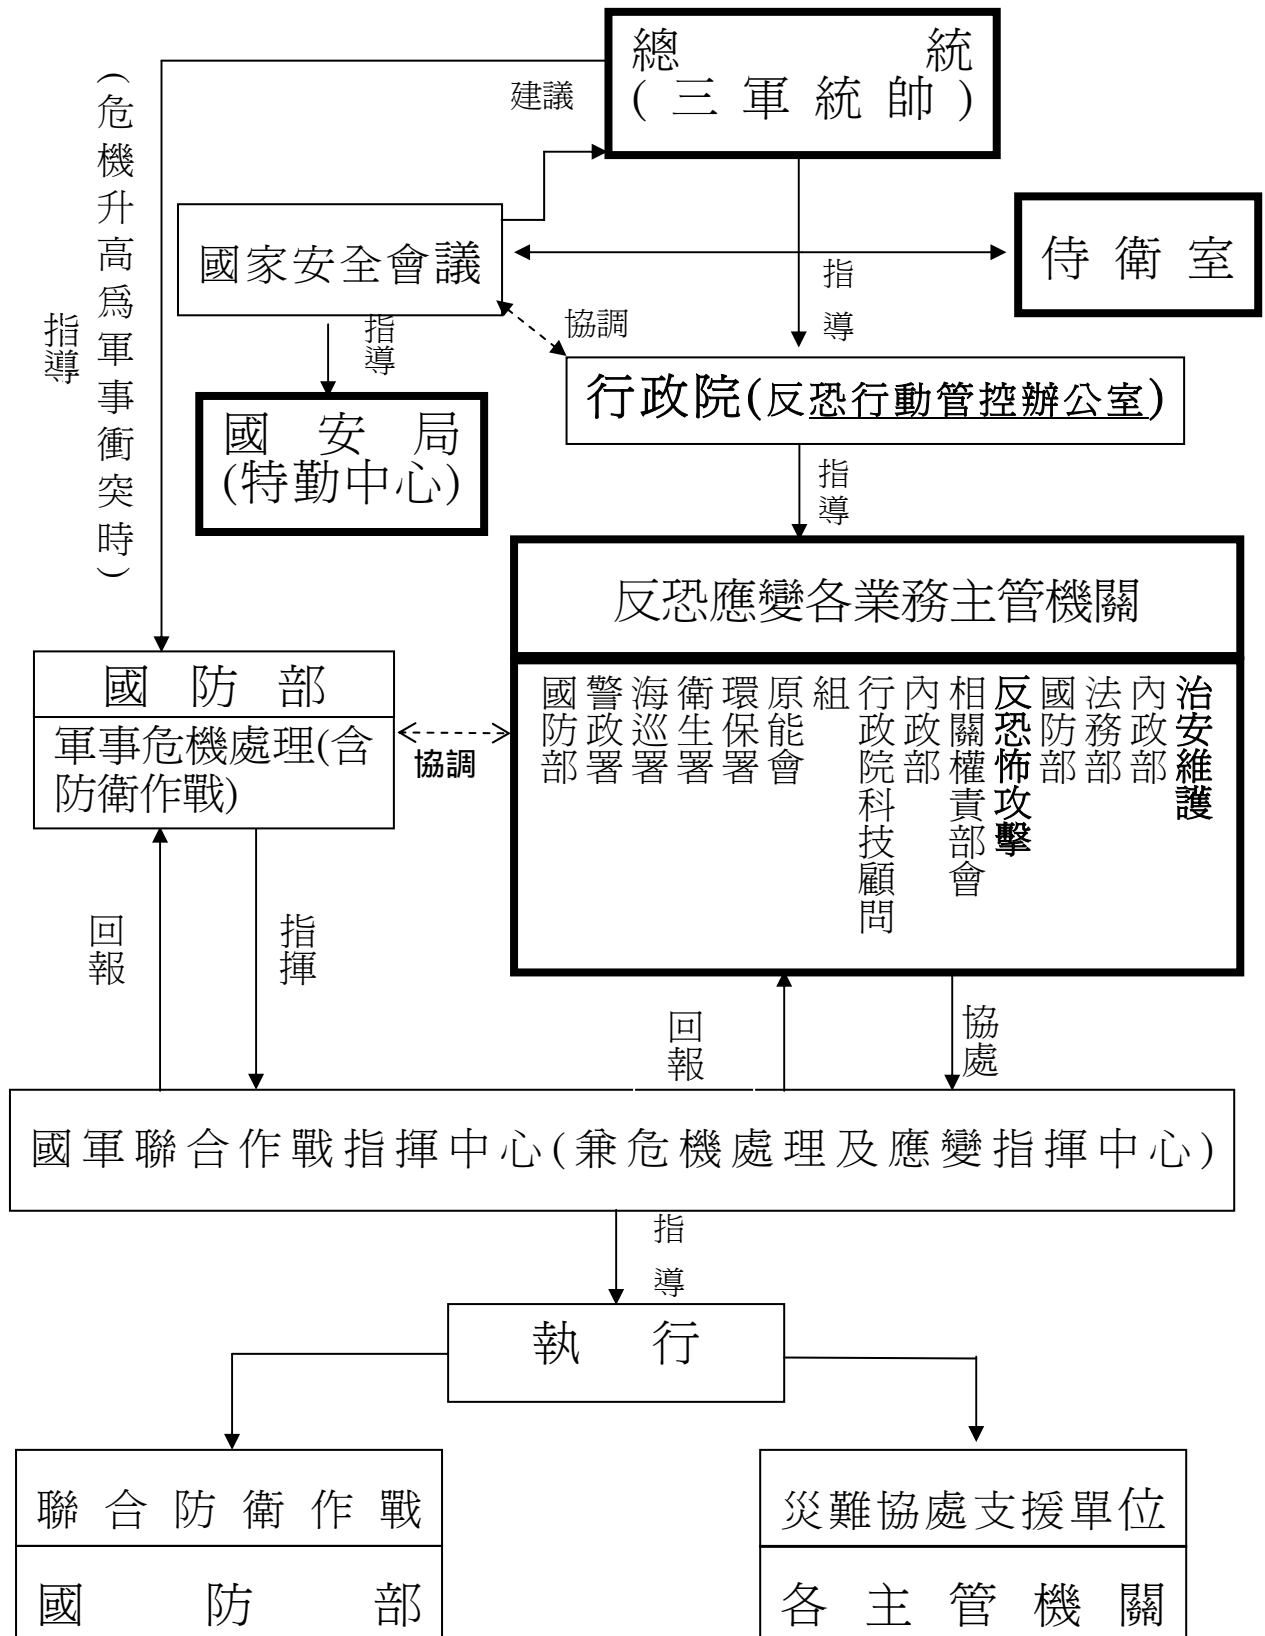 總統
(三軍統帥)
建議
(危機升高為軍事衝突時)
指導
國家安全會議
侍衛室
指導
協調
指導
行政院(反恐行動管控辦公室)
國安局
(特勤中心)
指導
反恐應變各業務主管機關
治安維護
內政部
法務部
國防部
反恐怖攻擊
相關權責部會
內政部
行政院科技顧問
組
原能會
環保署
衛生署
海巡署
警政署
國防部
國防部
軍事危機處理(含
防衛作戰)
協調
回報
指揮
回報
協處
國軍聯合作戰指揮中心(兼危機處理及應變指揮中心)
指導
執行
聯合防衛作戰
國防部
災難協處支援單位
各主管機關